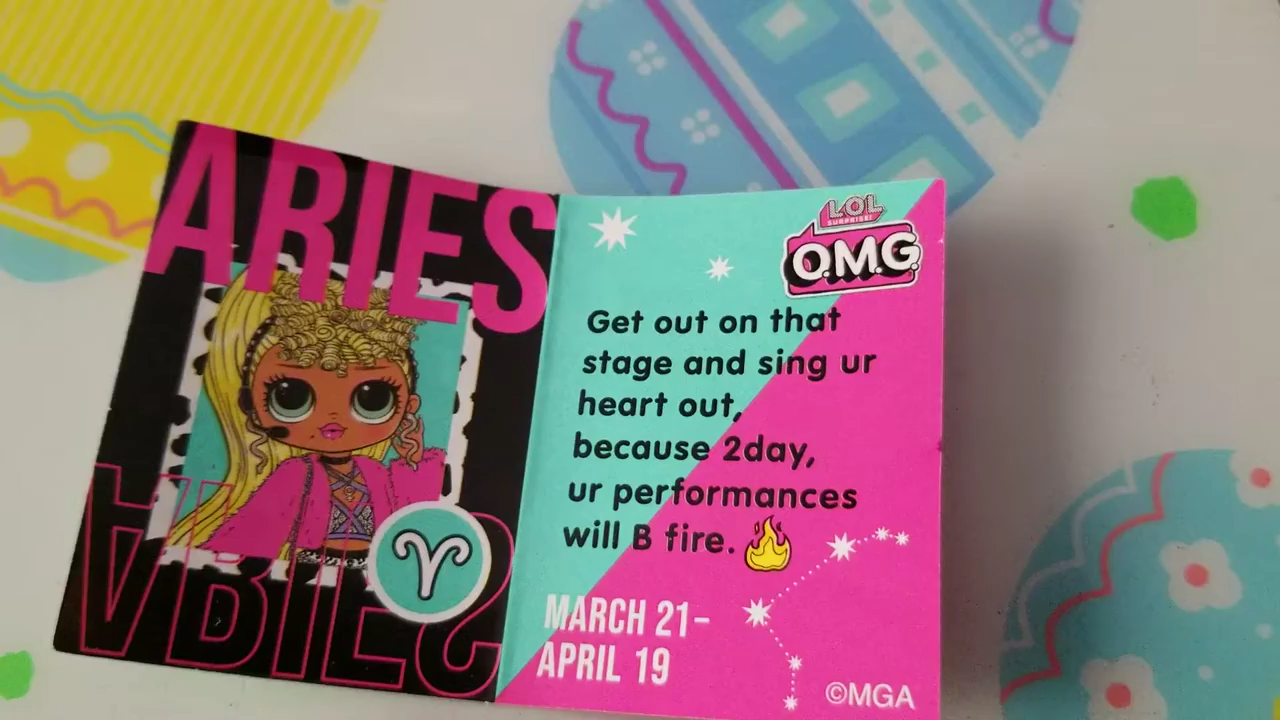 ARIES
ARIES
LOL
SURPRISE!
O.M.G.
Get out on that
stage and sing ur
heart out,
because 2day,
ur performances
will B fire.
MARCH 21-
APRIL 19
©MGA